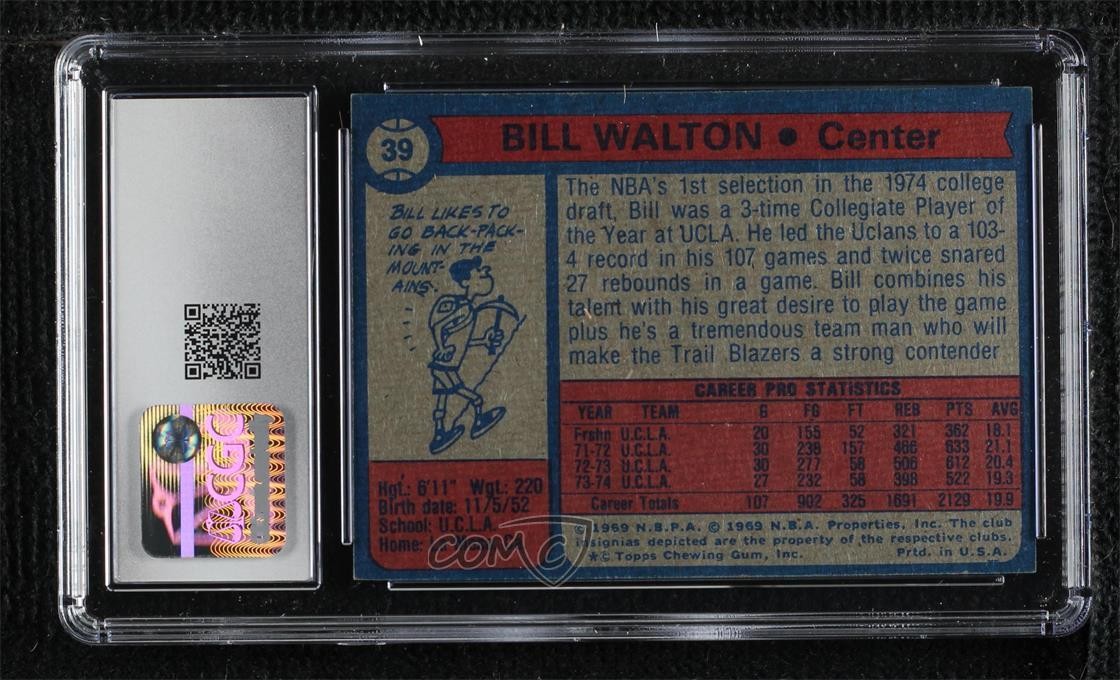 39
BILL WALTON • Center
BILL LIKES TO
GO BACK-PACK-
ING IN THE
MOUNT-
AINS.
The NBA's 1st selection in the 1974 college
draft, Bill was a 3-time Collegiate Player of
the Year at UCLA. He led the Uclans to a 103-
4 record in his 107 games and twice snared
27 rebounds in a game. Bill combines his
talent with his great desire to play the game
plus he's a tremendous team man who will
make the Trail Blazers a strong contender
Hgt.: 6'11" Wgt.: 220
Birth date: 11/5/52
School: U.C.L.A.
Home:
CAREER PRO STATISTICS
YEAR TEAM G FG FT REB PTS AVG
Frshn U.C.L.A. 20 155 52 321 362 18.1
71-72 U.C.L.A. 30 238 157 466 633 21.1
72-73 U.C.L.A. 30 277 58 506 612 20.4
73-74 U.C.L.A. 27 232 58 398 522 19.3
Career Totals 107 902 325 1691 2129 19.9
© 1969 N.B.P.A. © 1969 N.B.A. Properties, Inc. The club
insignias depicted are the property of the respective clubs.
*© Topps Chewing Gum, Inc. Prtd. in U.S.A.
CGC
COMC